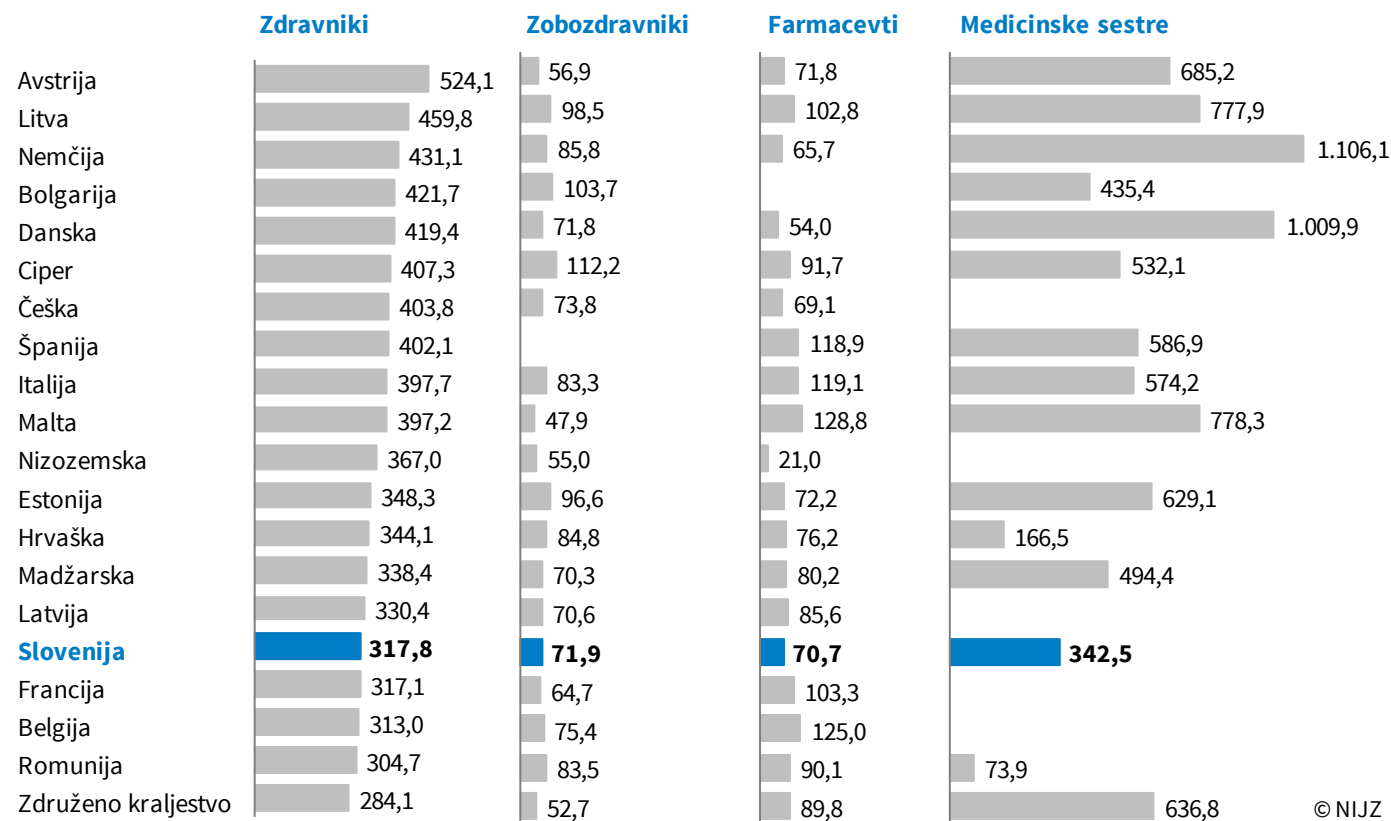 Zdravniki Zobozdravniki Farmacevti Medicinske sestre
Avstrija 524,1 56,9 71,8 685,2
Litva 459,8 98,5 102,8 777,9
Nemčija 431,1 85,8 65,7 1.106,1
Bolgarija 421,7 103,7 435,4
Danska 419,4 71,8 54,0 1.009,9
Ciper 407,3 112,2 91,7 532,1
Češka 403,8 73,8 69,1
Španija 402,1 118,9 586,9
Italija 397,7 83,3 119,1 574,2
Malta 397,2 47,9 128,8 778,3
Nizozemska 367,0 55,0 21,0
Estonija 348,3 96,6 72,2 629,1
Hrvaška 344,1 84,8 76,2 166,5
Madžarska 338,4 70,3 80,2 494,4
Latvija 330,4 70,6 85,6
Slovenija 317,8 71,9 70,7 342,5
Francija 317,1 64,7 103,3
Belgija 313,0 75,4 125,0
Romunija 304,7 83,5 90,1 73,9
Združeno kraljestvo 284,1 52,7 89,8 636,8 © NIJZ